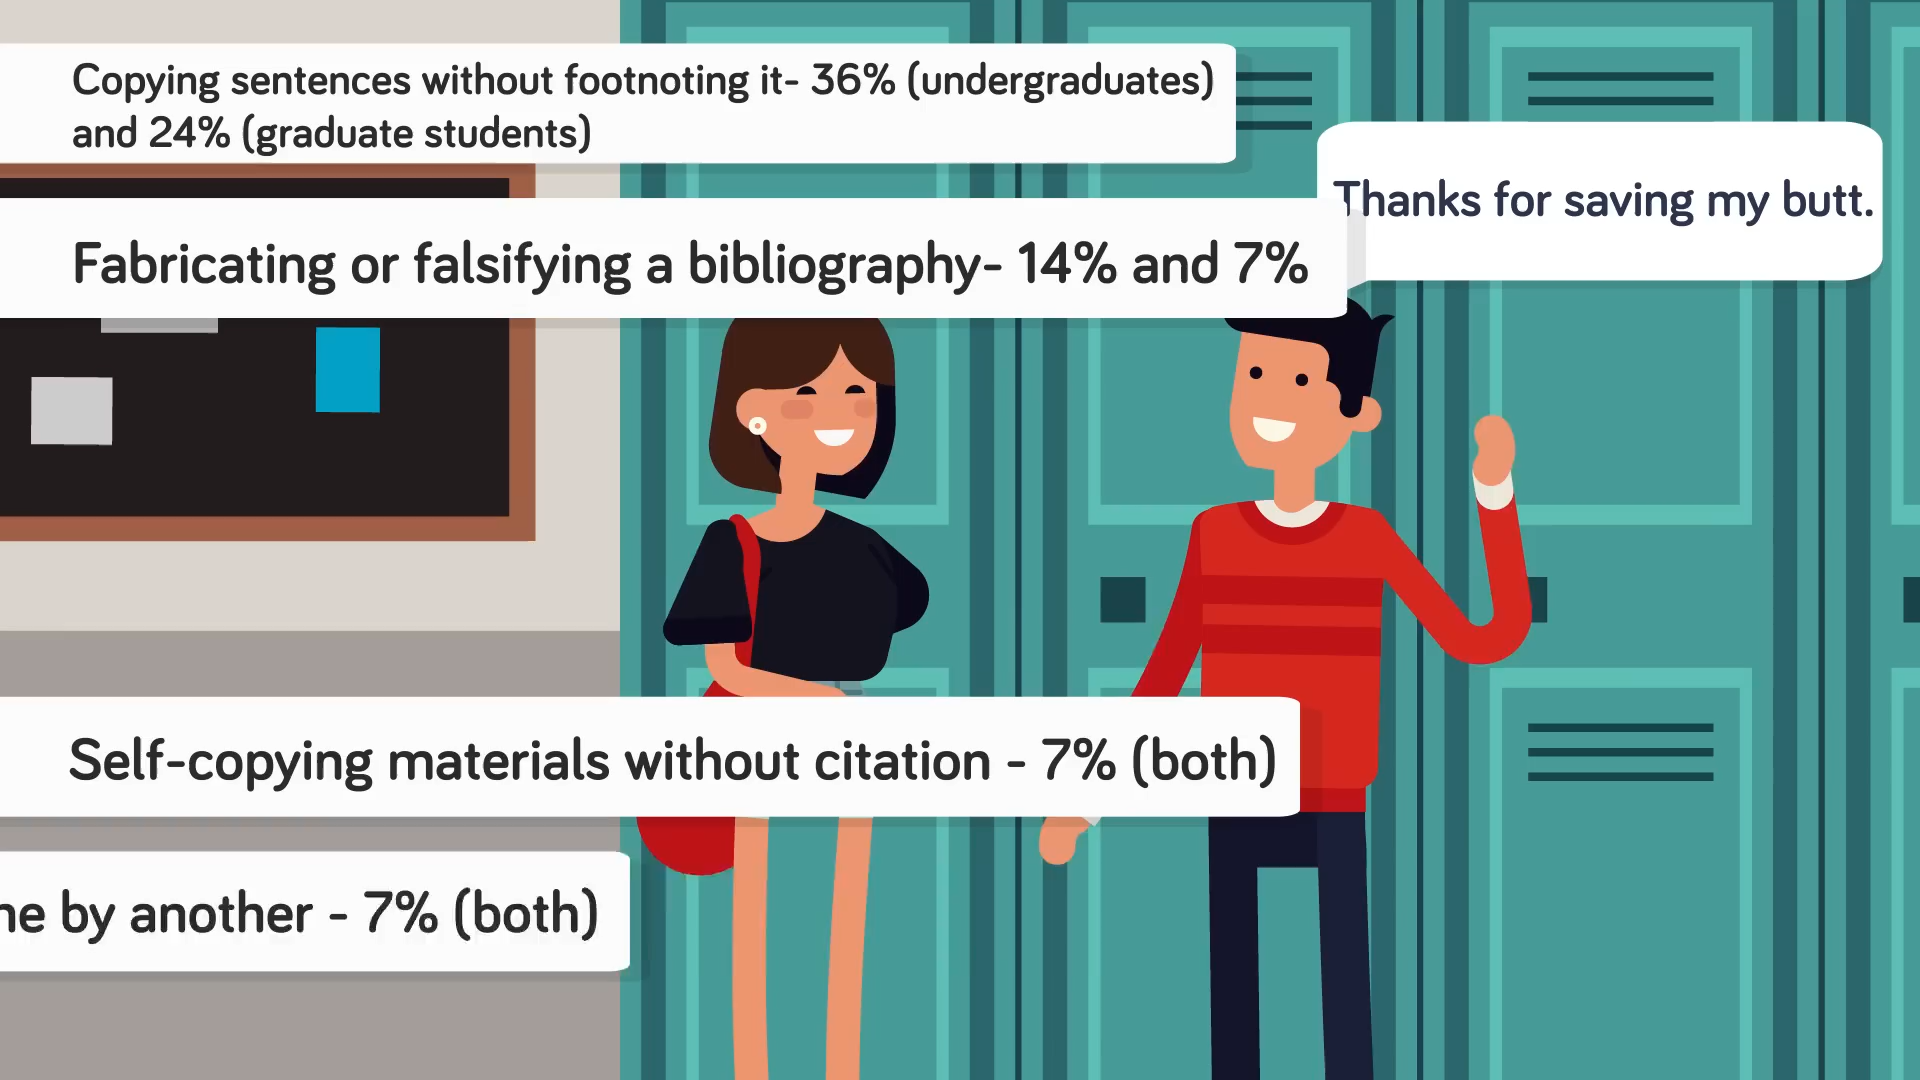 Copying sentences without footnoting it- 36% (undergraduates)
and 24% (graduate students)
Thanks for saving my butt.
Fabricating or falsifying a bibliography- 14% and 7%
Self-copying materials without citation - 7% (both)
by another - 7% (both)